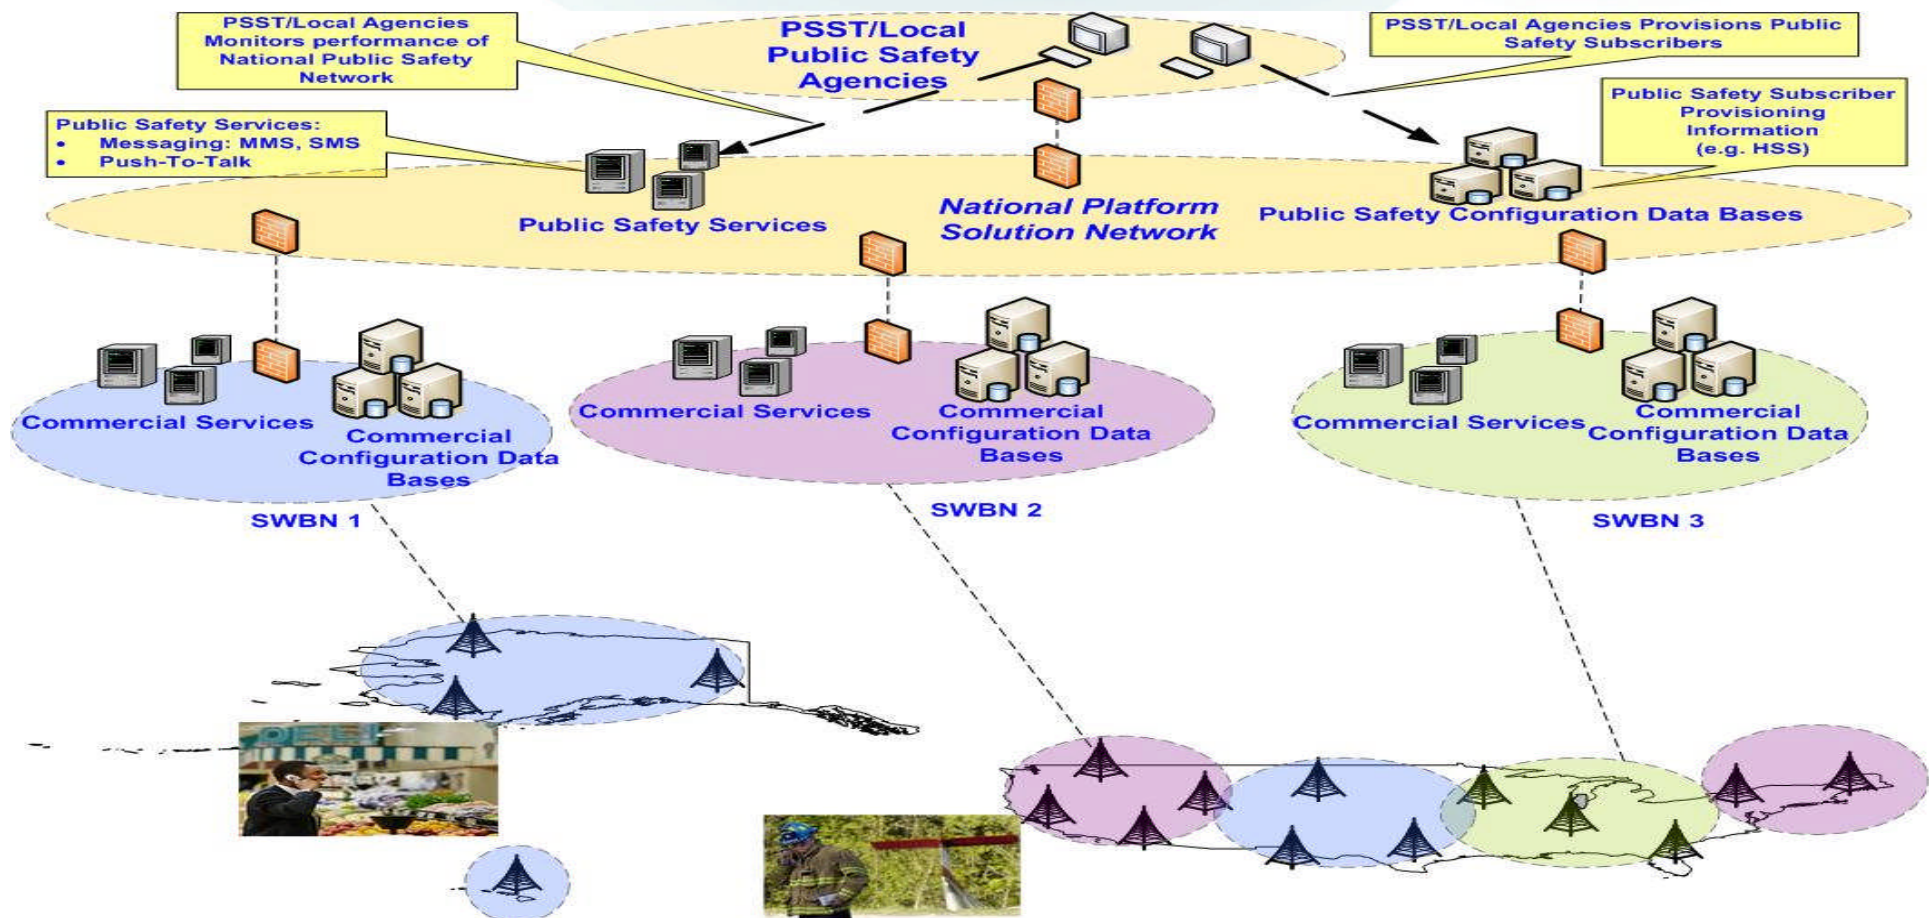 PSST/Local Agencies
Monitors performance of
National Public Safety
Network
PSST/Local
Public Safety
Agencies
PSST/Local Agencies Provisions Public
Safety Subscribers
Public Safety Subscriber
Provisioning
Information
(e.g. HSS)
Public Safety Services:
• Messaging: MMS, SMS
• Push-To-Talk
Public Safety Services
National Platform
Solution Network
Public Safety Configuration Data Bases
Commercial Services
Commercial
Configuration Data
Bases
SWBN 1
Commercial Services
Commercial
Configuration Data
Bases
SWBN 2
Commercial Services
Commercial
Configuration Data
Bases
SWBN 3
DELI